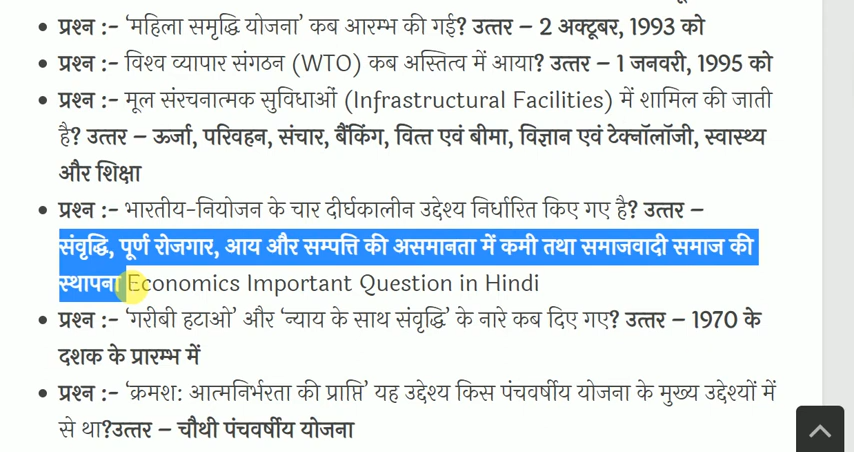 प्रश्न :- ‘महिला समृद्धि योजना’ कब आरम्भ की गई? उत्तर – 2 अक्टूबर, 1993 को
प्रश्न :- विश्व व्यापार संगठन (WTO) कब अस्तित्व में आया? उत्तर – 1 जनवरी, 1995 को
प्रश्न :- मूल संरचनात्मक सुविधाओं (Infrastructural Facilities) में शामिल की जाती
है? उत्तर – ऊर्जा, परिवहन, संचार, बैंकिंग, वित्त एवं बीमा, विज्ञान एवं टेक्नॉलॉजी, स्वास्थ्य
और शिक्षा
प्रश्न :- भारतीय-नियोजन के चार दीर्घकालीन उद्देश्य निर्धारित किए गए है? उत्तर –
संवृद्धि, पूर्ण रोजगार, आय और सम्पत्ति की असमानता में कमी तथा समाजवादी समाज की
स्थापना Economics Important Question in Hindi
प्रश्न :- ‘गरीबी हटाओ’ और ‘न्याय के साथ संवृद्धि’ के नारे कब दिए गए? उत्तर – 1970 के
दशक के प्रारम्भ में
प्रश्न :- ‘क्रमश: आत्मनिर्भरता की प्राप्ति’ यह उद्देश्य किस पंचवर्षीय योजना के मुख्य उद्देश्यों में
से था?उत्तर – चौथी पंचवर्षीय योजना